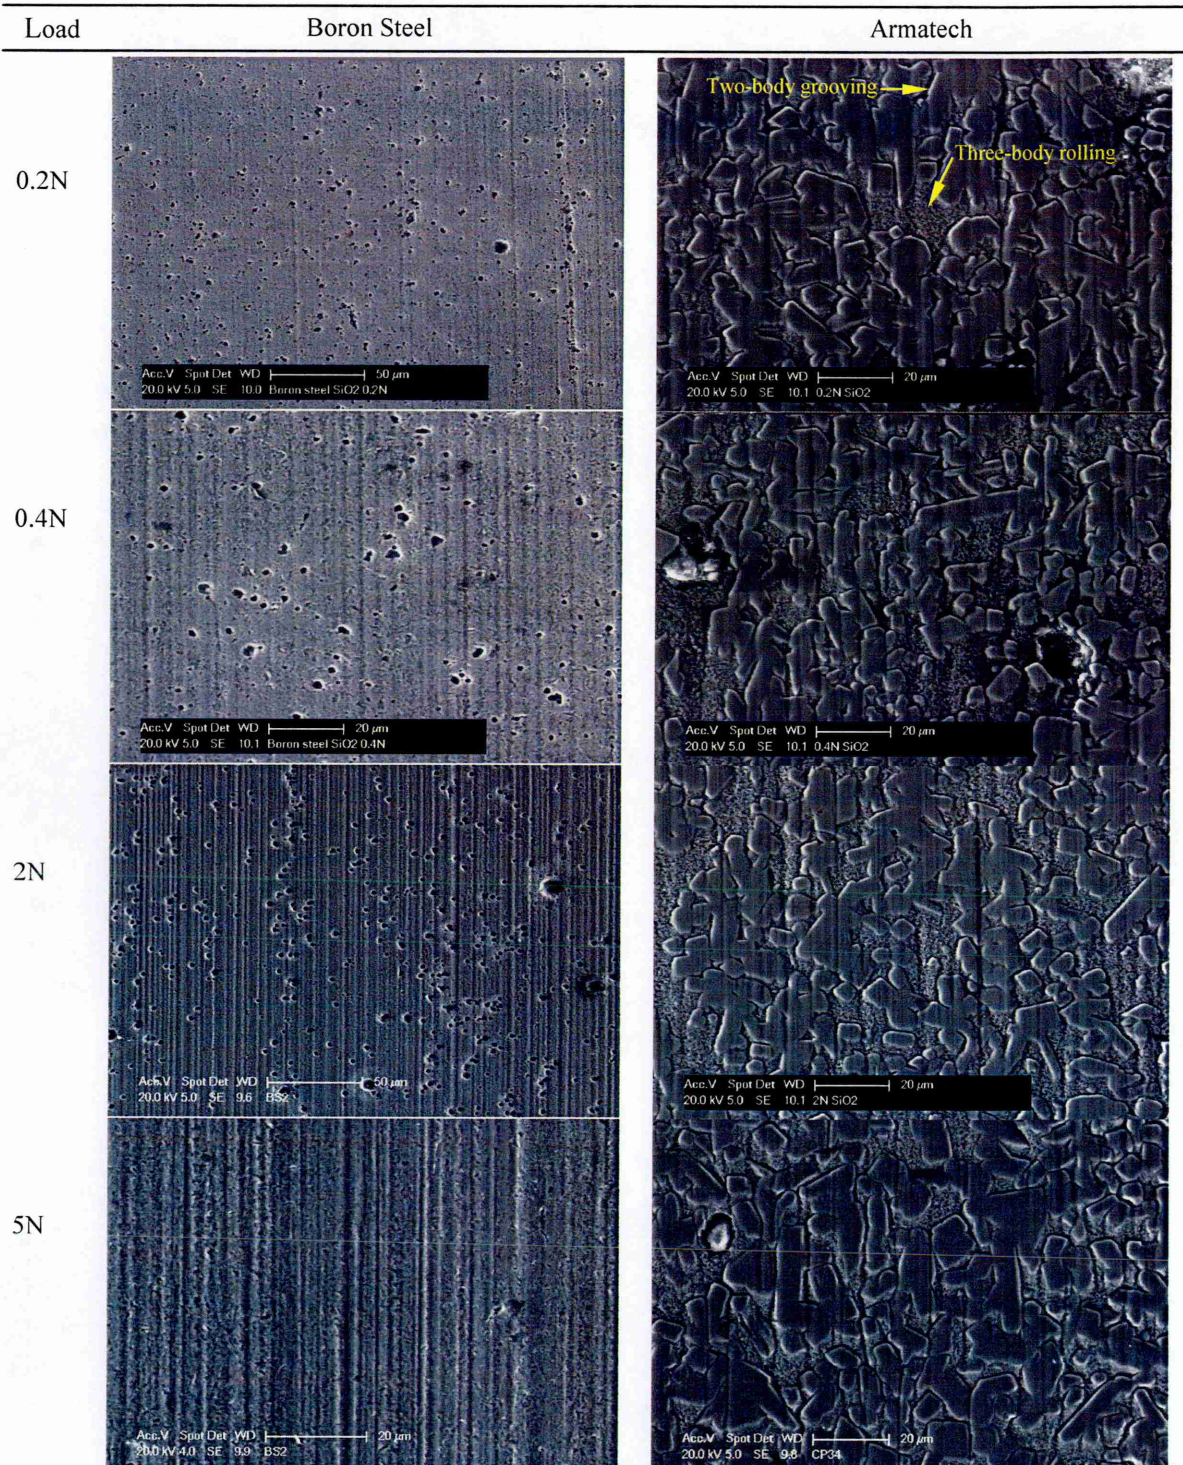 Load Boron Steel Armatech
Two-body grooving
Three-body rolling
0.2N
Acc.V Spot Det WD 50 µm
20.0 kV 5.0 SE 10.0 Boron steel SiO2 0.2N
Acc.V Spot Det WD 20 µm
20.0 kV 5.0 SE 10.1 0.2N SiO2
0.4N
Acc.V Spot Det WD 20 µm
20.0 kV 5.0 SE 10.1 Boron steel SiO2 0.4N
Acc.V Spot Det WD 20 µm
20.0 kV 5.0 SE 10.1 0.4N SiO2
2N
Acc.V Spot Det WD 50 µm
20.0 kV 5.0 SE 9.6 BS2
Acc.V Spot Det WD 20 µm
20.0 kV 5.0 SE 10.1 2N SiO2
5N
Acc.V Spot Det WD 20 µm
20.0 kV 4.0 SE 9.9 BS2
Acc.V Spot Det WD 20 µm
20.0 kV 5.0 SE 9.8 CP34